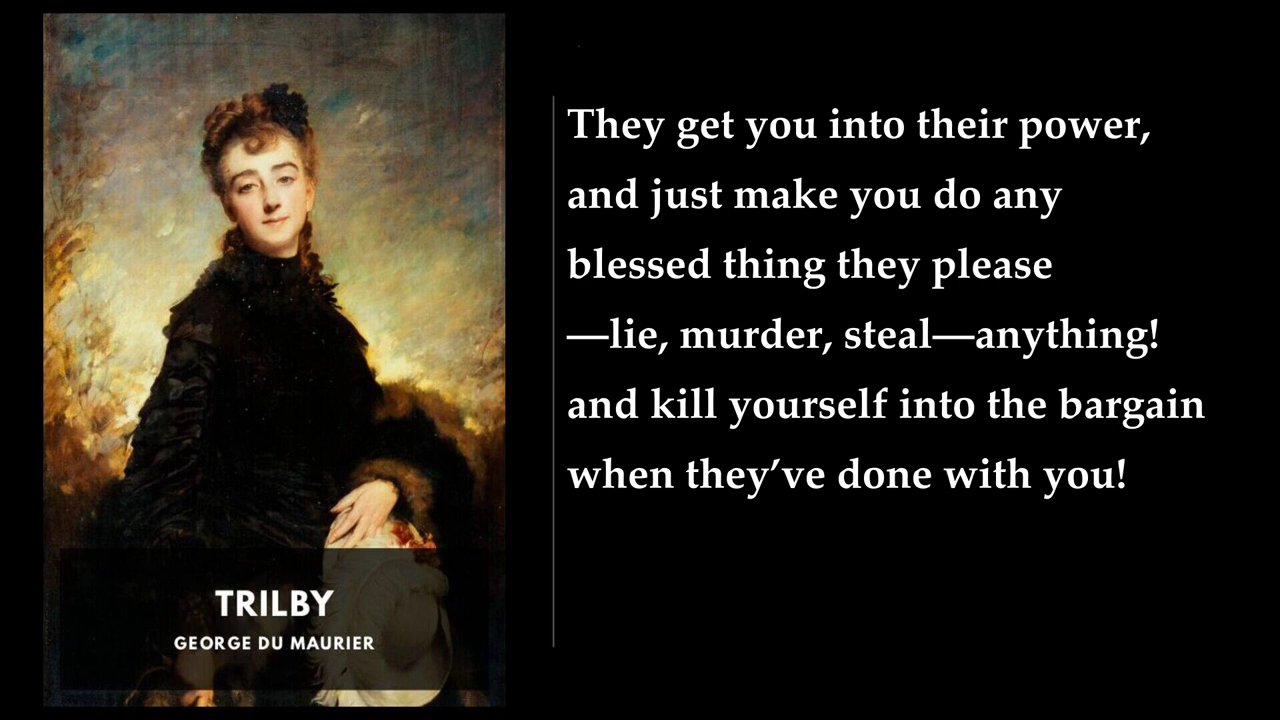 TRILBY
GEORGE DU MAURIER
They get you into their power,
and just make you do any
blessed thing they please
—lie, murder, steal—anything!
and kill yourself into the bargain
when they’ve done with you!